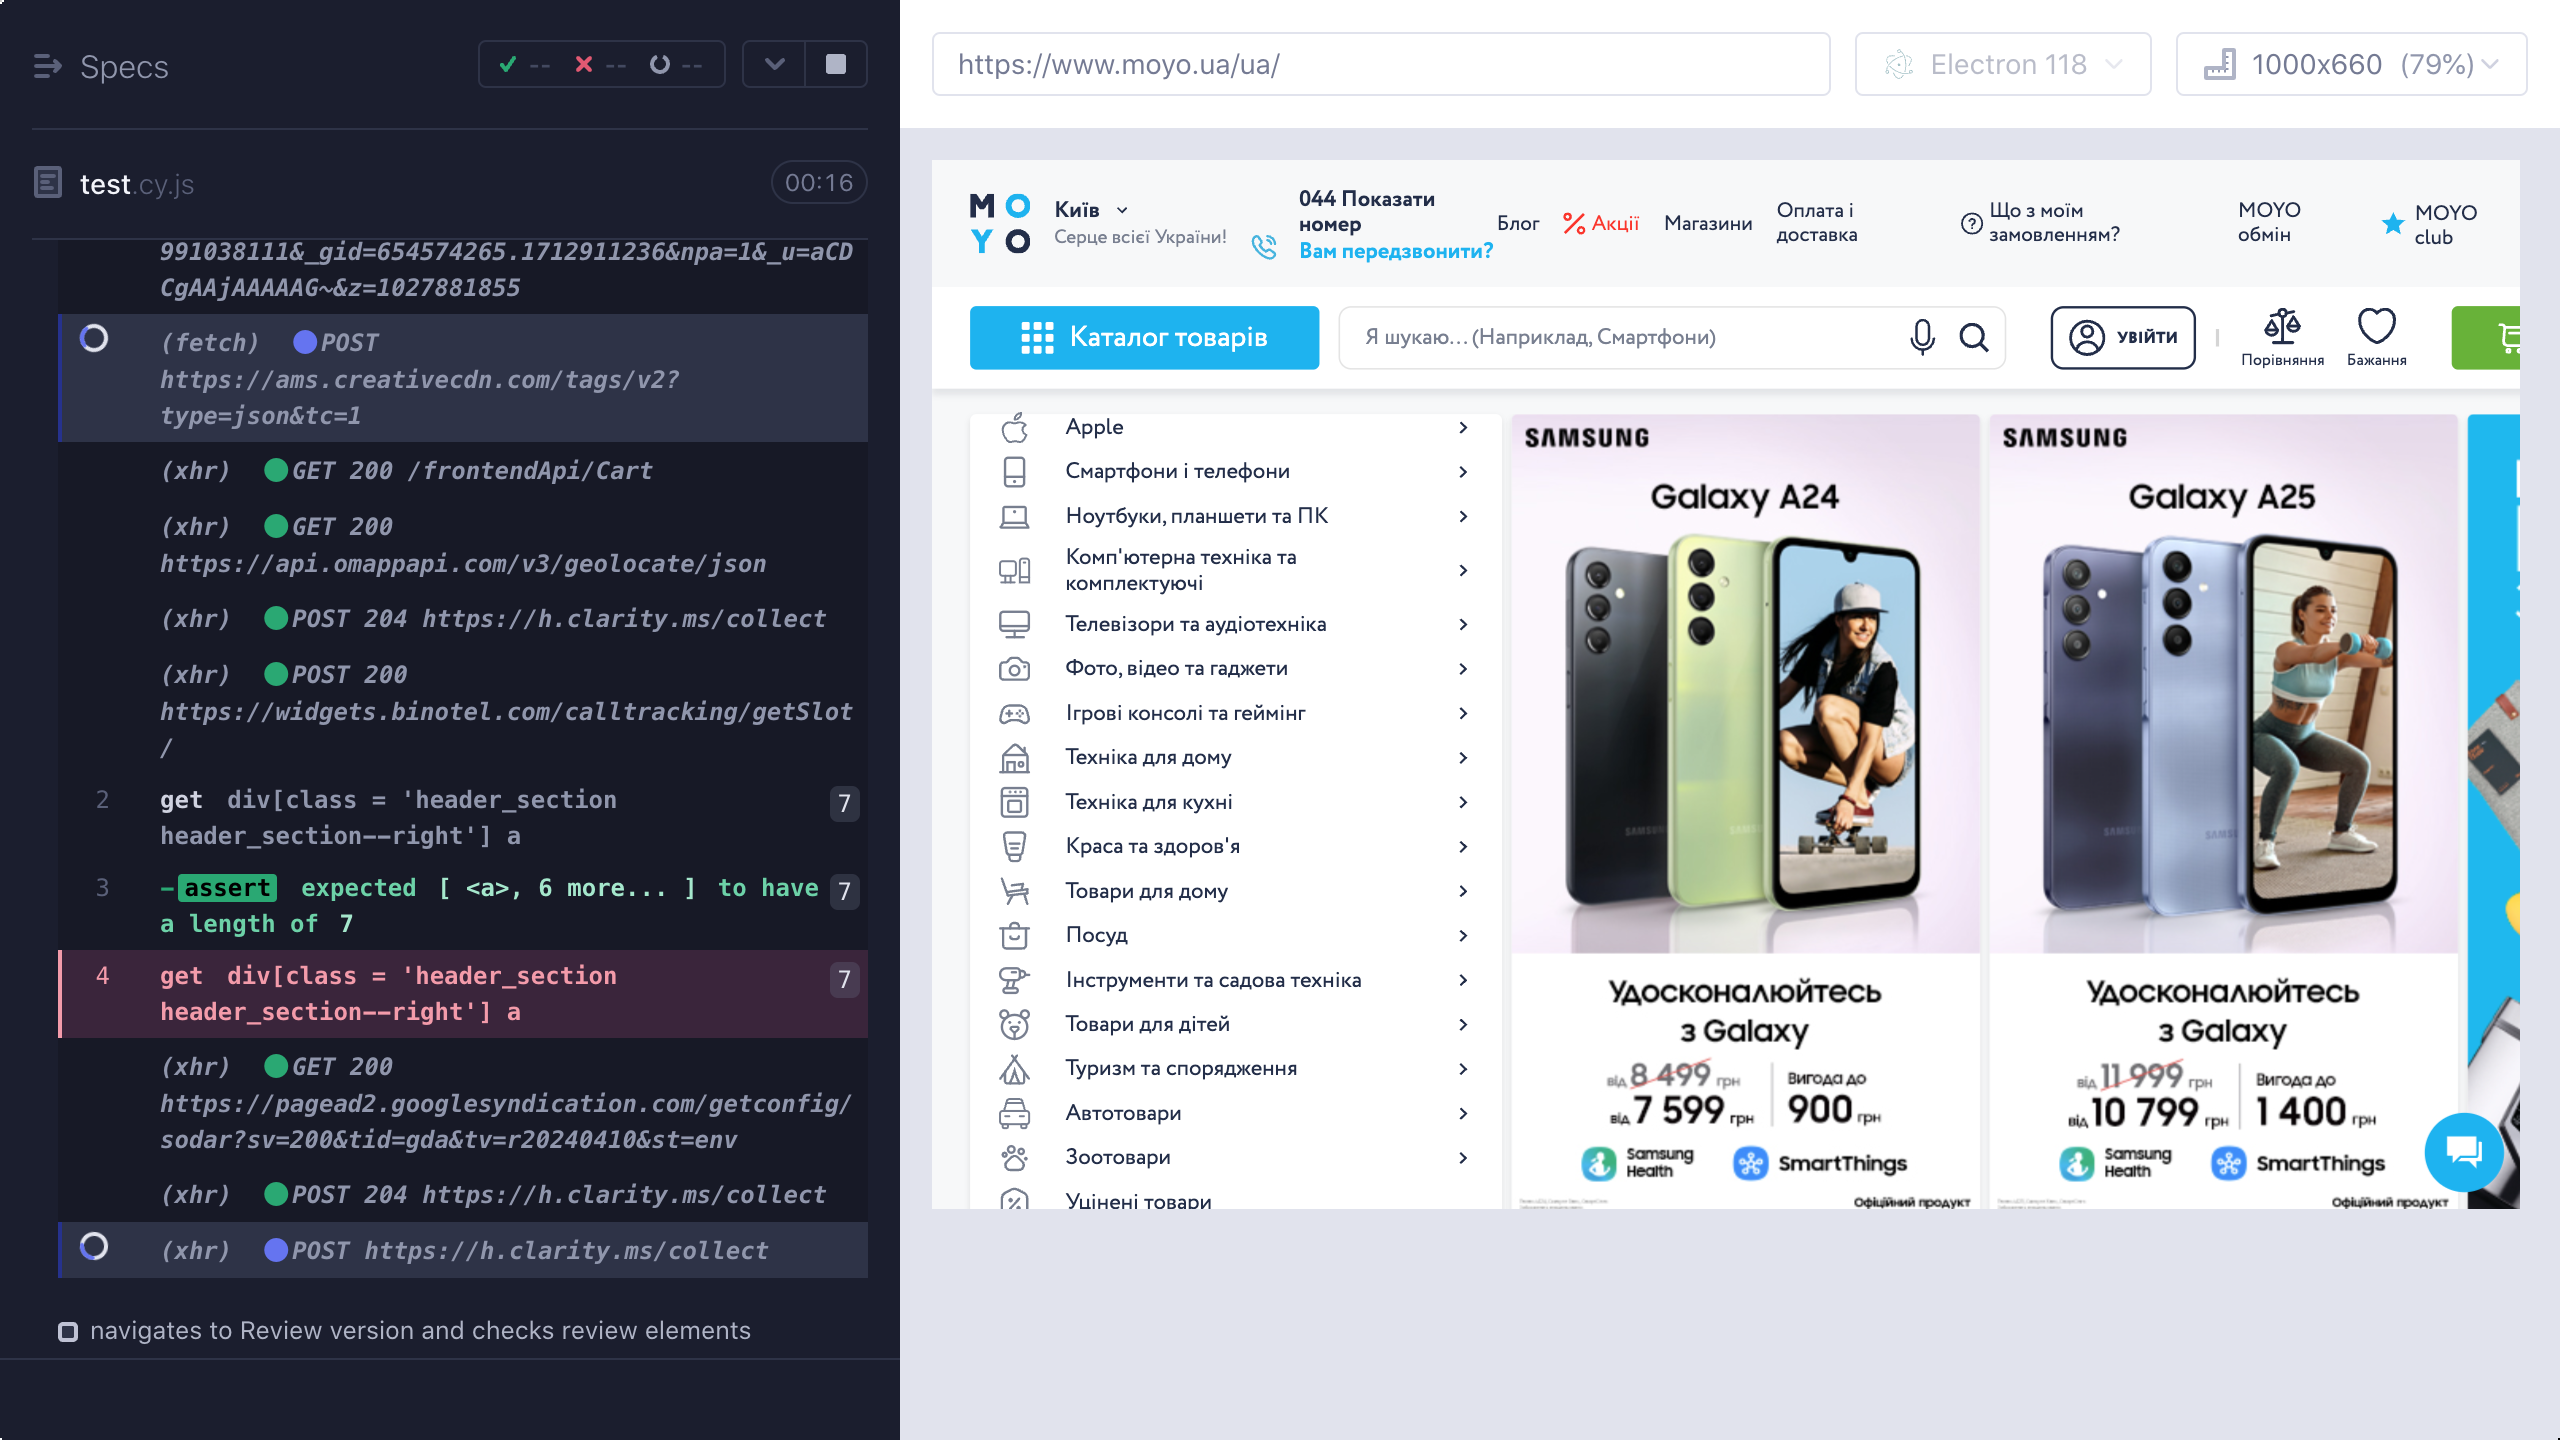 Specs
-- -- --
test.cy.js
00:16
991038111&_gid=654574265.1712911236&npa=1&_u=aCD
CgAAjAAAAAG~&z=1027881855
(fetch) POST
https://ams.creativecdn.com/tags/v2?
type=json&tc=1
(xhr) GET 200 /frontendApi/Cart
(xhr) GET 200
https://api.omappapi.com/v3/geolocate/json
(xhr) POST 204 https://h.clarity.ms/collect
(xhr) POST 200
https://widgets.binotel.com/calltracking/getSlot
/
2 get div[class = 'header_section 7
header_section--right'] a
3 -assert expected [ <a>, 6 more... ] to have 7
a length of 7
4 get div[class = 'header_section 7
header_section--right'] a
(xhr) GET 200
https://pagead2.googlesyndication.com/getconfig/
sodar?sv=200&tid=gda&tv=r20240410&st=env
(xhr) POST 204 https://h.clarity.ms/collect
(xhr) POST https://h.clarity.ms/collect
navigates to Review version and checks review elements
https://www.moyo.ua/ua/
Electron 118
1000x660 (79%)
MO
YO
Київ
Серце всієї України!
044 Показати
номер
Вам передзвонити?
Блог
Акції
Магазини
Оплата і
доставка
Що з моїм
замовленням?
MOYO
обмін
MOYO
club
Каталог товарів
Я шукаю... (Наприклад, Смартфони)
УВІЙТИ
Порівняння
Бажання
Apple
Смартфони і телефони
Ноутбуки, планшети та ПК
Комп'ютерна техніка та
комплектуючі
Телевізори та аудіотехніка
Фото, відео та гаджети
Ігрові консолі та геймінг
Техніка для дому
Техніка для кухні
Краса та здоров'я
Товари для дому
Посуд
Інструменти та садова техніка
Товари для дітей
Туризм та спорядження
Автотовари
Зоотовари
Уцінені товари
SAMSUNG
Galaxy A24
SAMSUNG
SAMSUNG
Удосконалюйтесь
з Galaxy
від 8 499 грн
від 7 599 грн
Вигода до
900 грн
Samsung
Health
SmartThings
Офіційний продукт
SAMSUNG
Galaxy A25
SAMSUNG
SAMSUNG
Удосконалюйтесь
з Galaxy
від 11 999 грн
від 10 799 грн
Вигода до
1 400 грн
Samsung
Health
SmartThings
Офіційний продукт